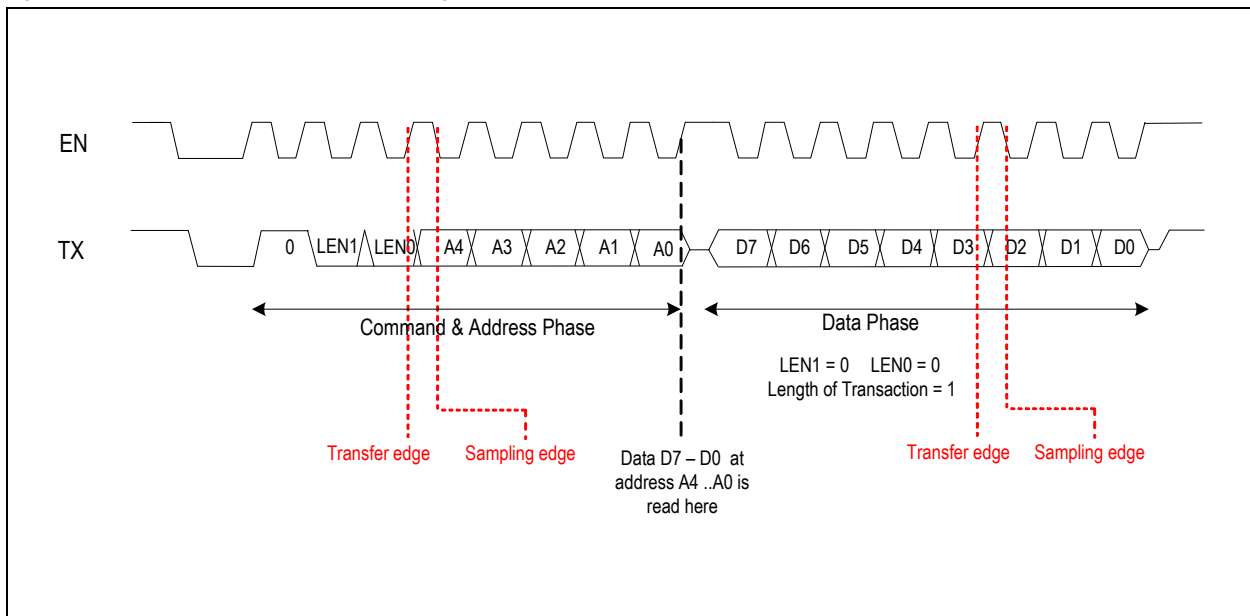 EN
TX
0 LEN1 LEN0 A4 A3 A2 A1 A0 D7 D6 D5 D4 D3 D2 D1 D0
Command & Address Phase
Data Phase
LEN1 = 0 LEN0 = 0
Length of Transaction = 1
Transfer edge
Sampling edge
Data D7 – D0 at
address A4 ..A0 is
read here
Transfer edge
Sampling edge